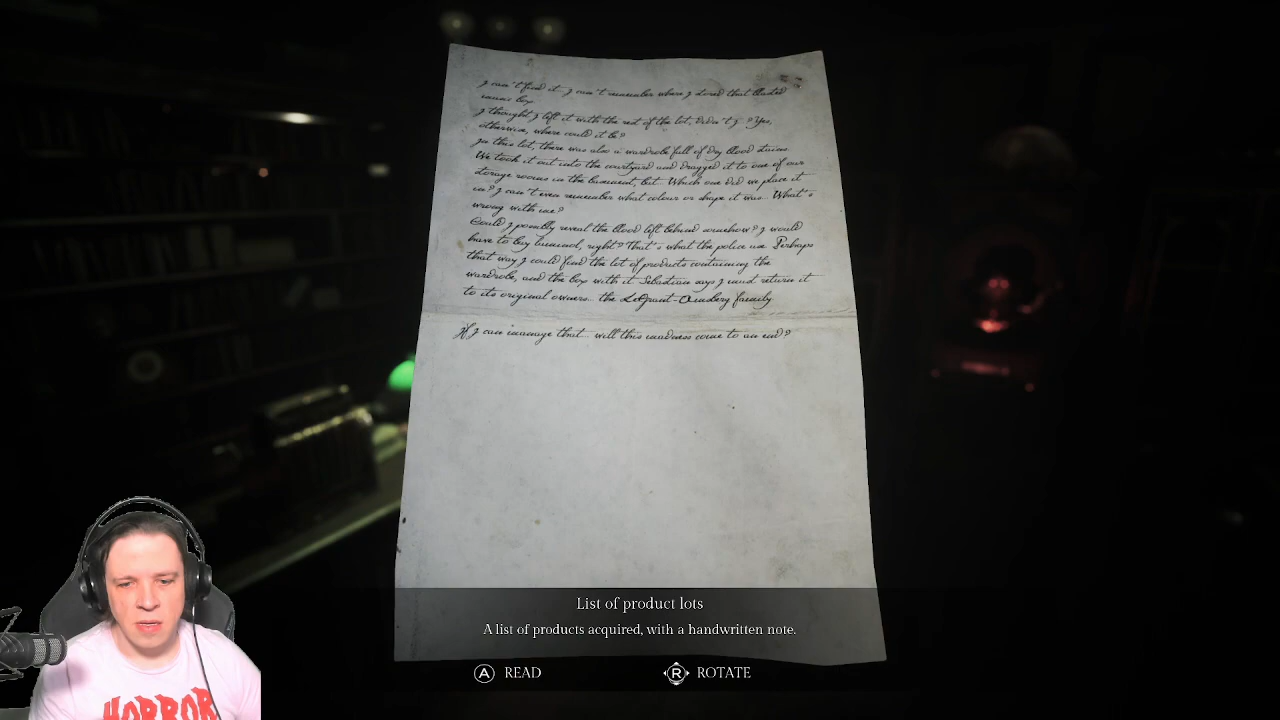 I can't find it... I can't remember where I stored that blasted
music box.
I thought I left it with the rest of the lot, didn't I? Yes,
otherwise, where could it be?
In this lot, there was also a wardrobe full of dry blood stains.
We took it out into the courtyard and dragged it to one of our
storage rooms in the basement, but... Which one did we place it
in? I can't even remember what colour or shape it was... What's
wrong with me?
Could I possibly reveal the blood left behind somehow? I would
have to buy luminol, right? That's what the police use. Perhaps
that way I could find the lot of products containing the
wardrobe, and the box with it. Sebastian says I must return it
to its original owners... the family
If I can manage that... will this madness come to an end?
List of product lots
A list of products acquired, with a handwritten note.
A READ R ROTATE
HORROR